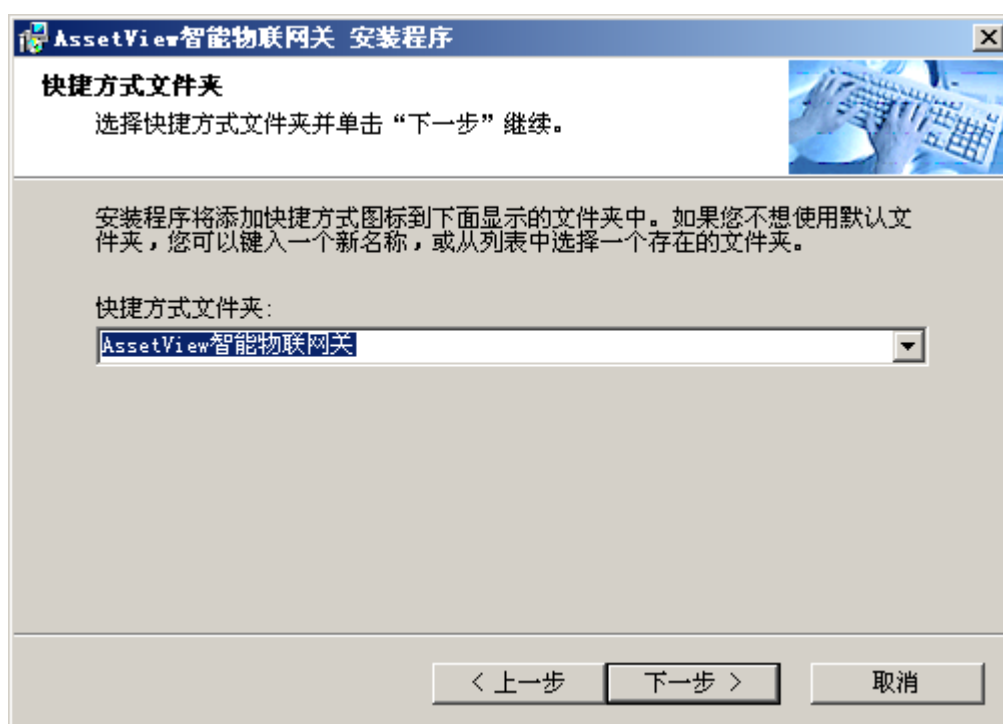 AssetView智能物联网关 安装程序
快捷方式文件夹
选择快捷方式文件夹并单击“下一步”继续。
安装程序将添加快捷方式图标到下面显示的文件夹中。如果您不想使用默认文
件夹，您可以键入一个新名称，或从列表中选择一个存在的文件夹。
快捷方式文件夹:
AssetView智能物联网关
< 上一步
下一步 >
取消